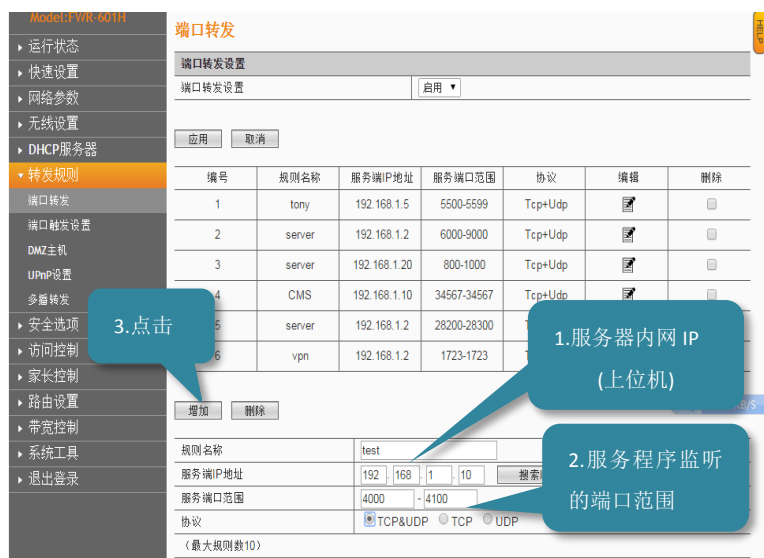 Model:FWR-601H
运行状态
快速设置
网络参数
无线设置
DHCP服务器
转发规则
端口转发
端口触发设置
DMZ主机
UPnP设置
多播转发
安全选项
访问控制
家长控制
路由设置
带宽控制
系统工具
退出登录
端口转发
HELP
端口转发设置
端口转发设置 启用
应用 取消
编号 规则名称 服务端IP地址 服务端口范围 协议 编辑 删除
1 tony 192.168.1.5 5500-5599 Tcp+Udp
2 server 192.168.1.2 6000-9000 Tcp+Udp
3 server 192.168.1.20 800-1000 Tcp+Udp
4 CMS 192.168.1.10 34567-34567 Tcp+Udp
5 server 192.168.1.2 28200-28300
6 vpn 192.168.1.2 1723-1723
3.点击
1.服务器内网 IP
(上位机)
增加 删除
B/S
规则名称 test
服务端IP地址 192 . 168 . 1 . 10 搜索
服务端口范围 4000 - 4100
协议 TCP&UDP TCP UDP
（最大规则数10）
2.服务程序监听
的端口范围